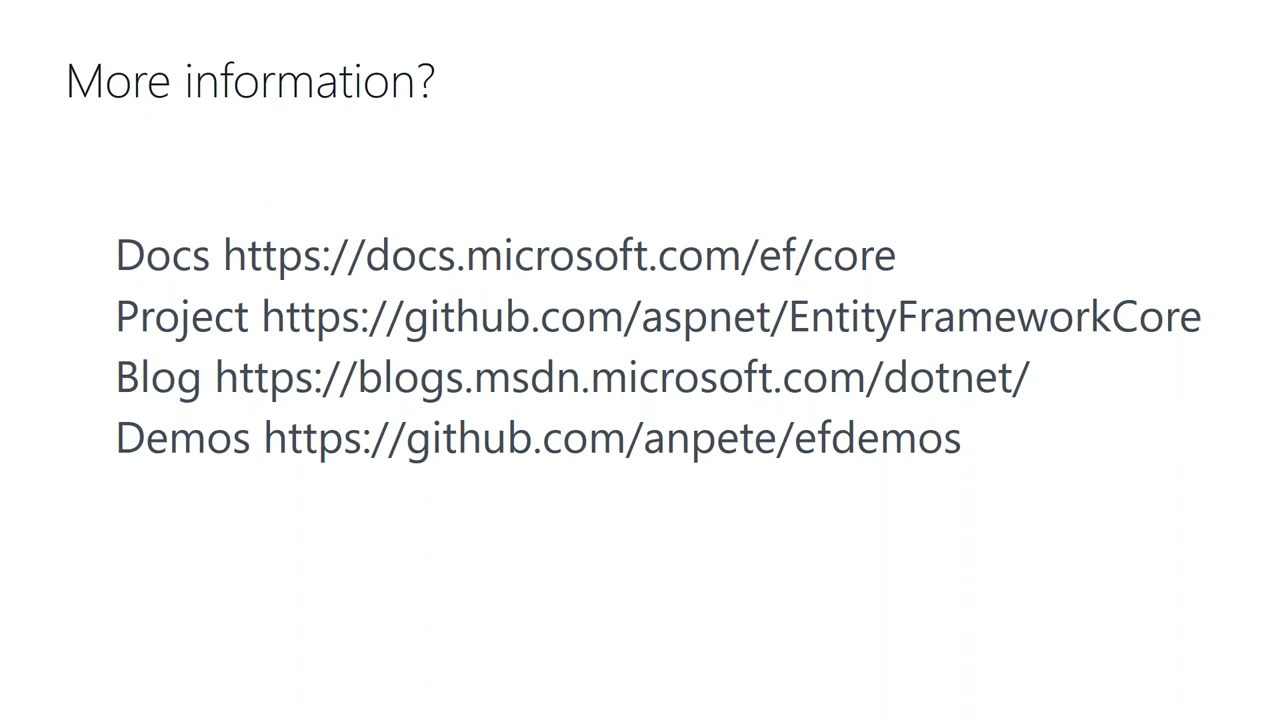 More information?
Docs https://docs.microsoft.com/ef/core
Project https://github.com/aspnet/EntityFrameworkCore
Blog https://blogs.msdn.microsoft.com/dotnet/
Demos https://github.com/anpete/efdemos